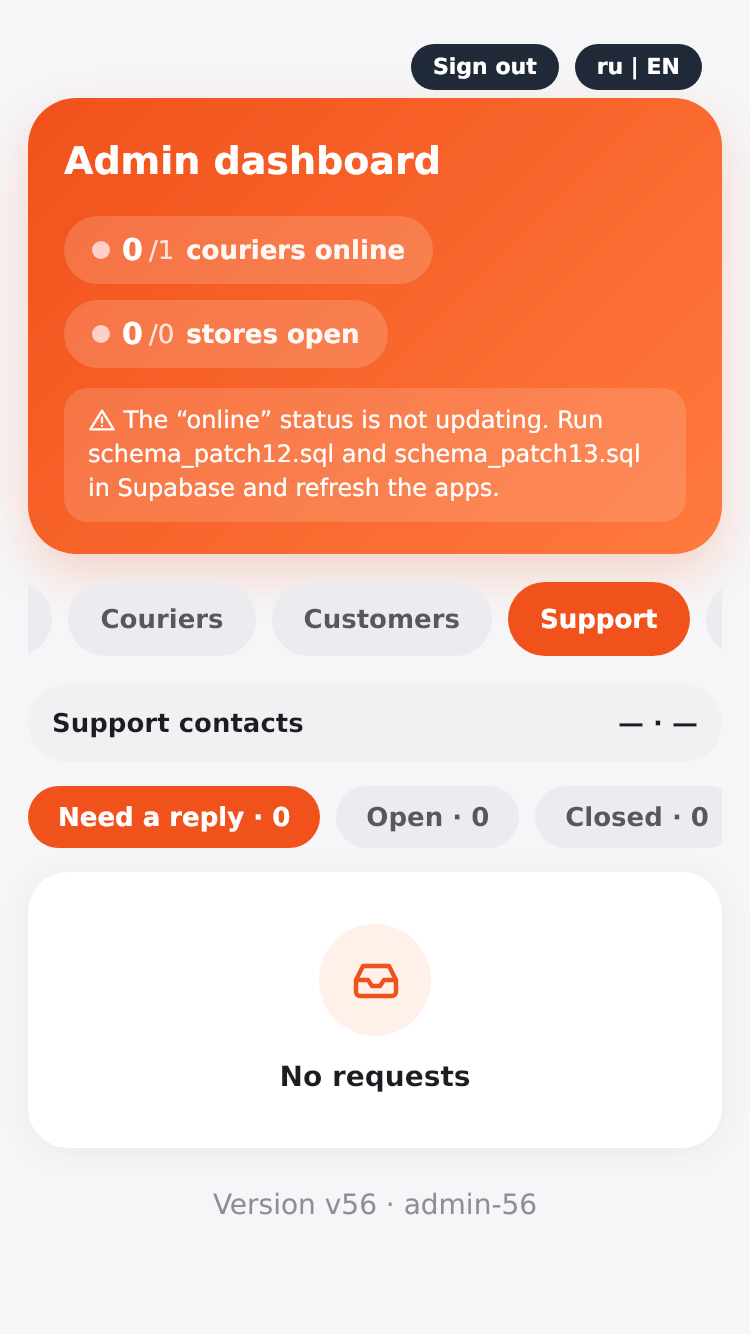 Sign out
ru | EN
Admin dashboard
0 /1 couriers online
0 /0 stores open
⚠ The “online” status is not updating. Run
schema_patch12.sql and schema_patch13.sql
in Supabase and refresh the apps.
Couriers
Customers
Support
Support contacts
— · —
Need a reply · 0
Open · 0
Closed · 0
No requests
Version v56 · admin-56